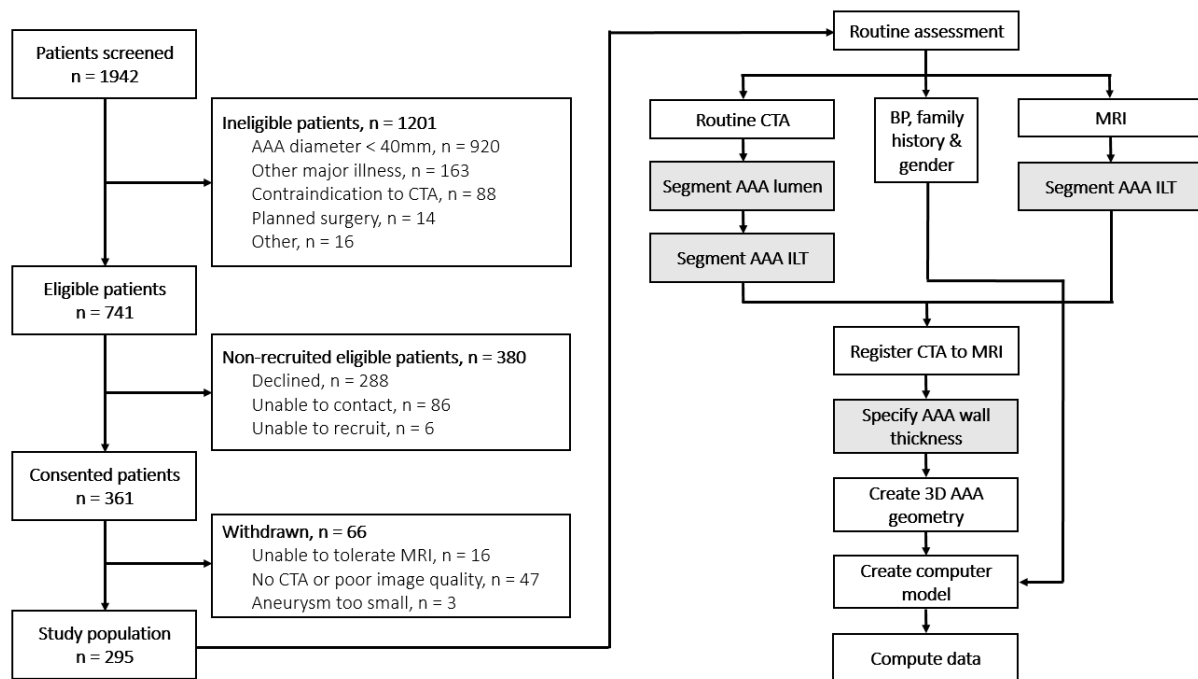 Patients screened
n = 1942
Ineligible patients, n = 1201
AAA diameter < 40mm, n = 920
Other major illness, n = 163
Contraindication to CTA, n = 88
Planned surgery, n = 14
Other, n = 16
Eligible patients
n = 741
Non-recruited eligible patients, n = 380
Declined, n = 288
Unable to contact, n = 86
Unable to recruit, n = 6
Consented patients
n = 361
Withdrawn, n = 66
Unable to tolerate MRI, n = 16
No CTA or poor image quality, n = 47
Aneurysm too small, n = 3
Study population
n = 295
Routine assessment
Routine CTA
Segment AAA lumen
Segment AAA ILT
BP, family
history &
gender
MRI
Segment AAA ILT
Register CTA to MRI
Specify AAA wall
thickness
Create 3D AAA
geometry
Create computer
model
Compute data